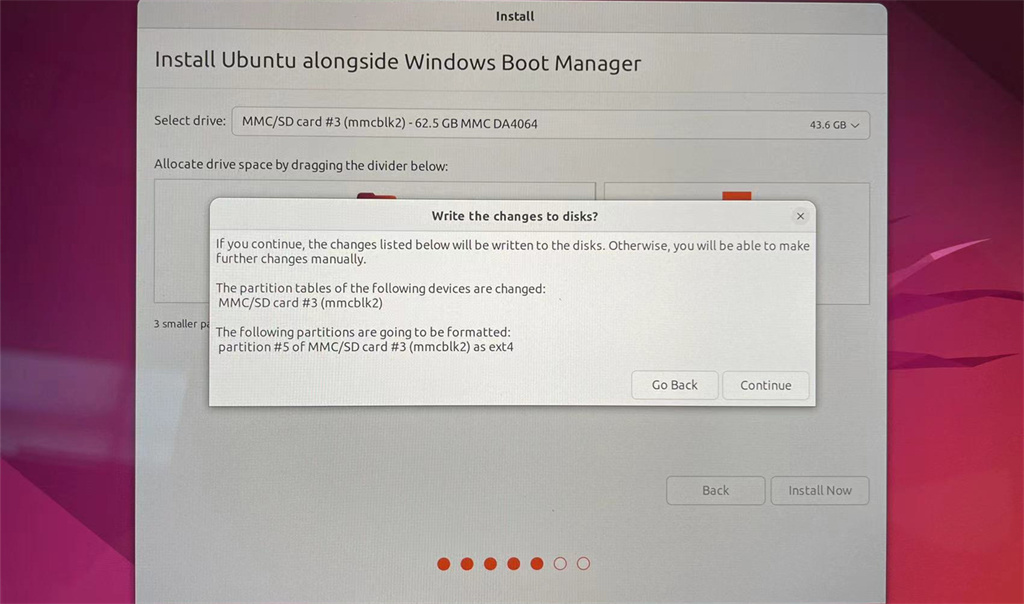 Install
Install Ubuntu alongside Windows Boot Manager
Select drive: MMC/SD card #3 (mmcblk2) - 62.5 GB MMC DA4064 43.6 GB
Allocate drive space by dragging the divider below:
Write the changes to disks?
If you continue, the changes listed below will be written to the disks. Otherwise, you will be able to make
further changes manually.
The partition tables of the following devices are changed:
MMC/SD card #3 (mmcblk2)
3 smaller
The following partitions are going to be formatted:
partition #5 of MMC/SD card #3 (mmcblk2) as ext4
Go Back Continue
Back Install Now